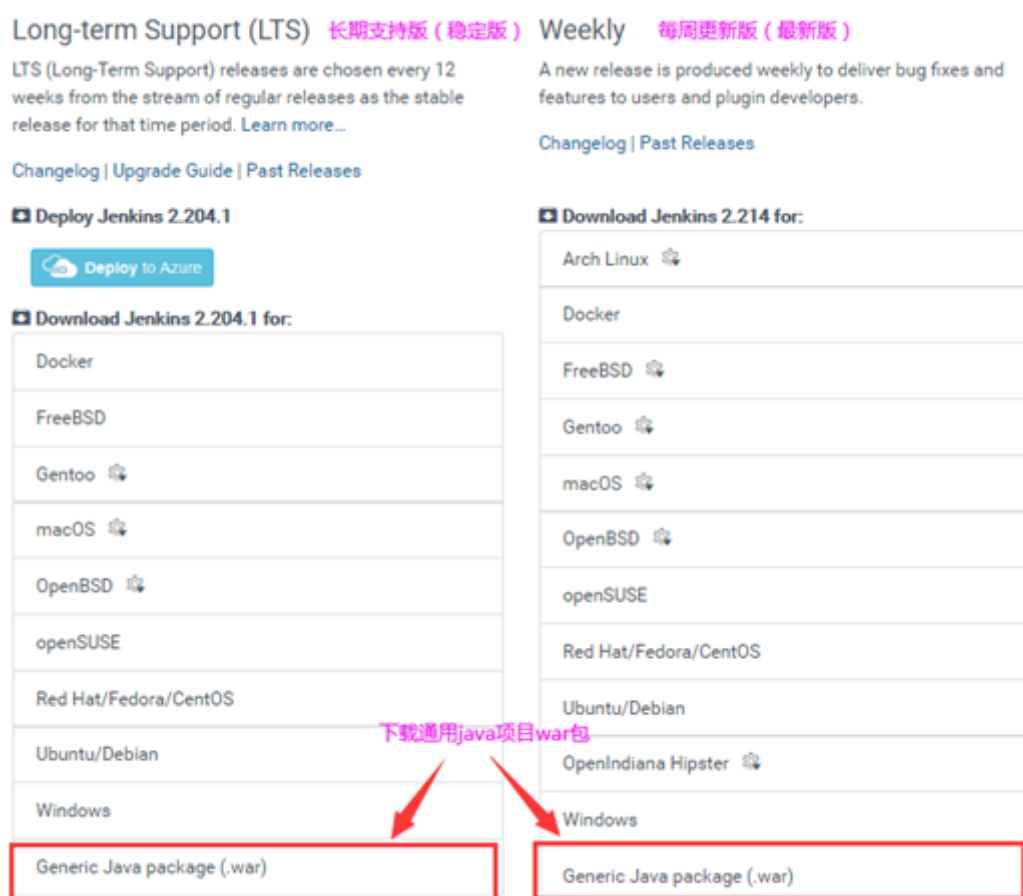 Long-term Support (LTS) 长期支持版（稳定版）
LTS (Long-Term Support) releases are chosen every 12
weeks from the stream of regular releases as the stable
release for that time period. Learn more...
Changelog | Upgrade Guide | Past Releases
Deploy Jenkins 2.204.1
Deploy to Azure
Download Jenkins 2.204.1 for:
Docker
FreeBSD
Gentoo
macOS
OpenBSD
openSUSE
Red Hat/Fedora/CentOS
Ubuntu/Debian
Windows
Generic Java package (.war)
Weekly 每周更新版（最新版）
A new release is produced weekly to deliver bug fixes and
features to users and plugin developers.
Changelog | Past Releases
Download Jenkins 2.214 for:
Arch Linux
Docker
FreeBSD
Gentoo
macOS
OpenBSD
openSUSE
Red Hat/Fedora/CentOS
Ubuntu/Debian
OpenIndiana Hipster
Windows
Generic Java package (.war)
下载通用java项目war包